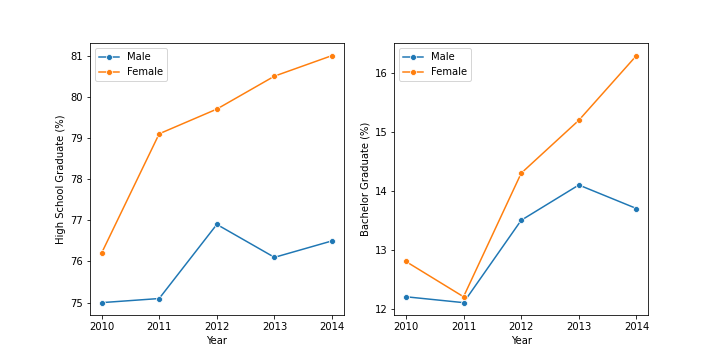 Male
Female
High School Graduate (%)
81
80
79
78
77
76
75
2010 2011 2012 2013 2014
Year
Male
Female
Bachelor Graduate (%)
16
15
14
13
12
2010 2011 2012 2013 2014
Year